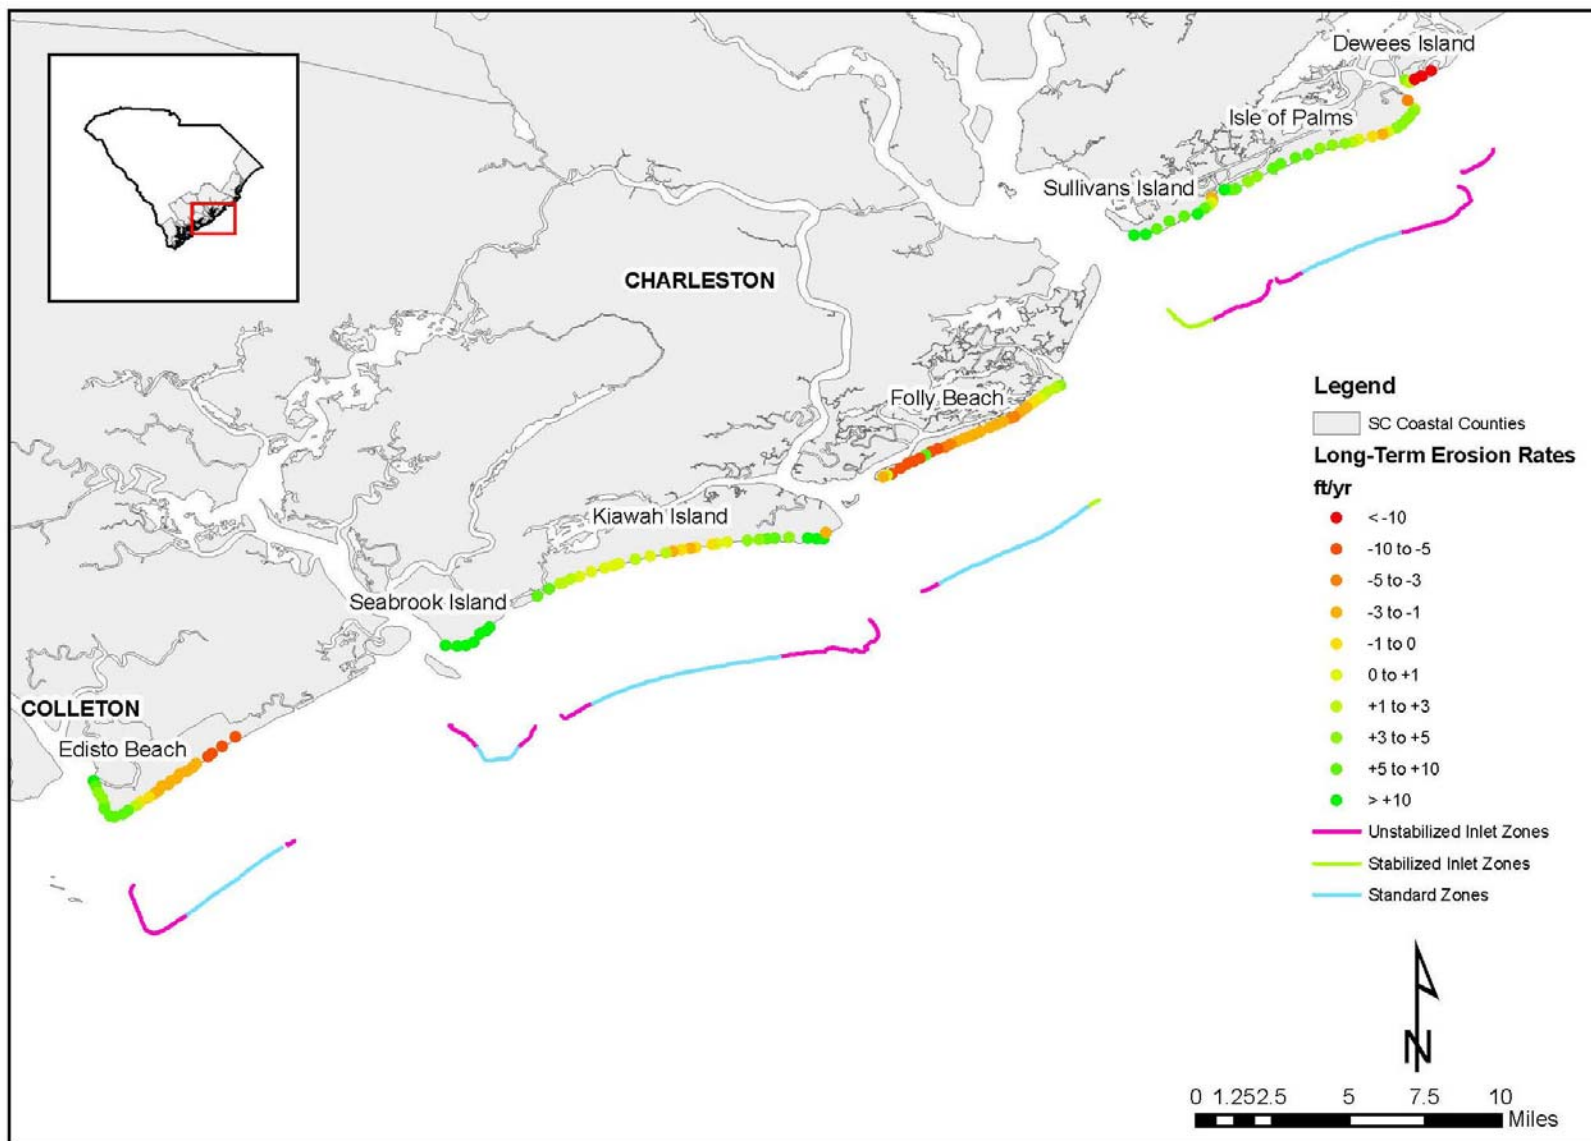 Dewees Island
Isle of Palms
Sullivans Island
CHARLESTON
Folly Beach
Kiawah Island
Seabrook Island
COLLETON
Edisto Beach
Legend
SC Coastal Counties
Long-Term Erosion Rates
ft/yr
< -10
-10 to -5
-5 to -3
-3 to -1
-1 to 0
0 to +1
+1 to +3
+3 to +5
+5 to +10
> +10
Unstabilized Inlet Zones
Stabilized Inlet Zones
Standard Zones
N
0 1.252.5 5 7.5 10
Miles